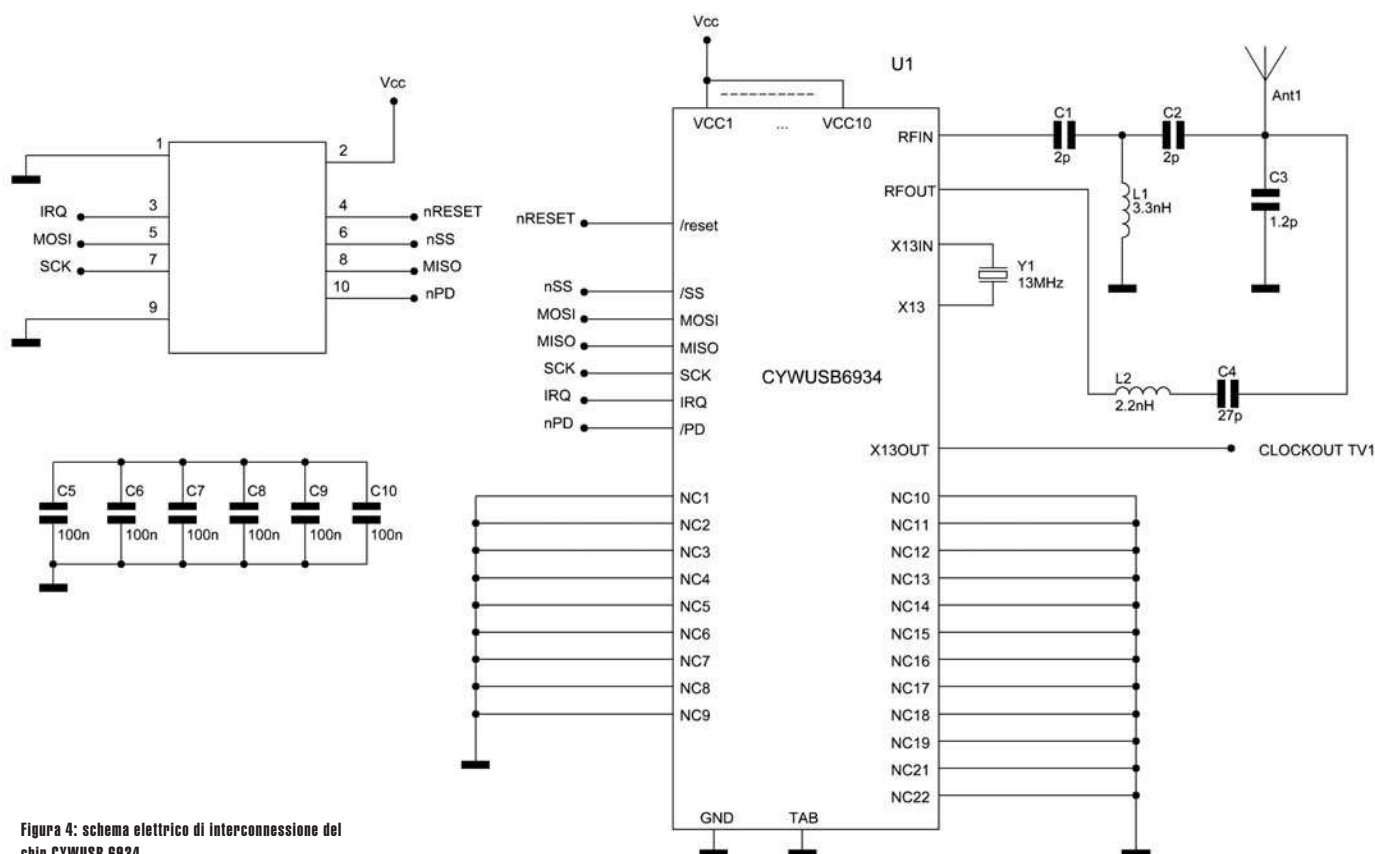 Vcc
1
2
IRQ
3
4
nRESET
MOSI
5
6
nSS
SCK
7
8
MISO
10
nPD
9
C5
100n
C6
100n
C7
100n
C8
100n
C9
100n
C10
100n
Vcc
U1
VCC1
...
VCC10
nRESET
/reset
nSS
/SS
MOSI
MOSI
MISO
MISO
SCK
SCK
IRQ
IRQ
nPD
/PD
CYWUSB6934
NC1
NC2
NC3
NC4
NC5
NC6
NC7
NC8
NC9
GND
TAB
RFIN
RFOUT
X13IN
X13
X13OUT
NC10
NC11
NC12
NC13
NC14
NC15
NC16
NC17
NC18
NC19
NC21
NC22
C1
2p
C2
2p
Ant1
L1
3.3nH
C3
1.2p
Y1
13MHz
L2
2.2nH
C4
27p
CLOCKOUT TV1
Figura 4: schema elettrico di interconnessione del
chip CYWUSB 6934